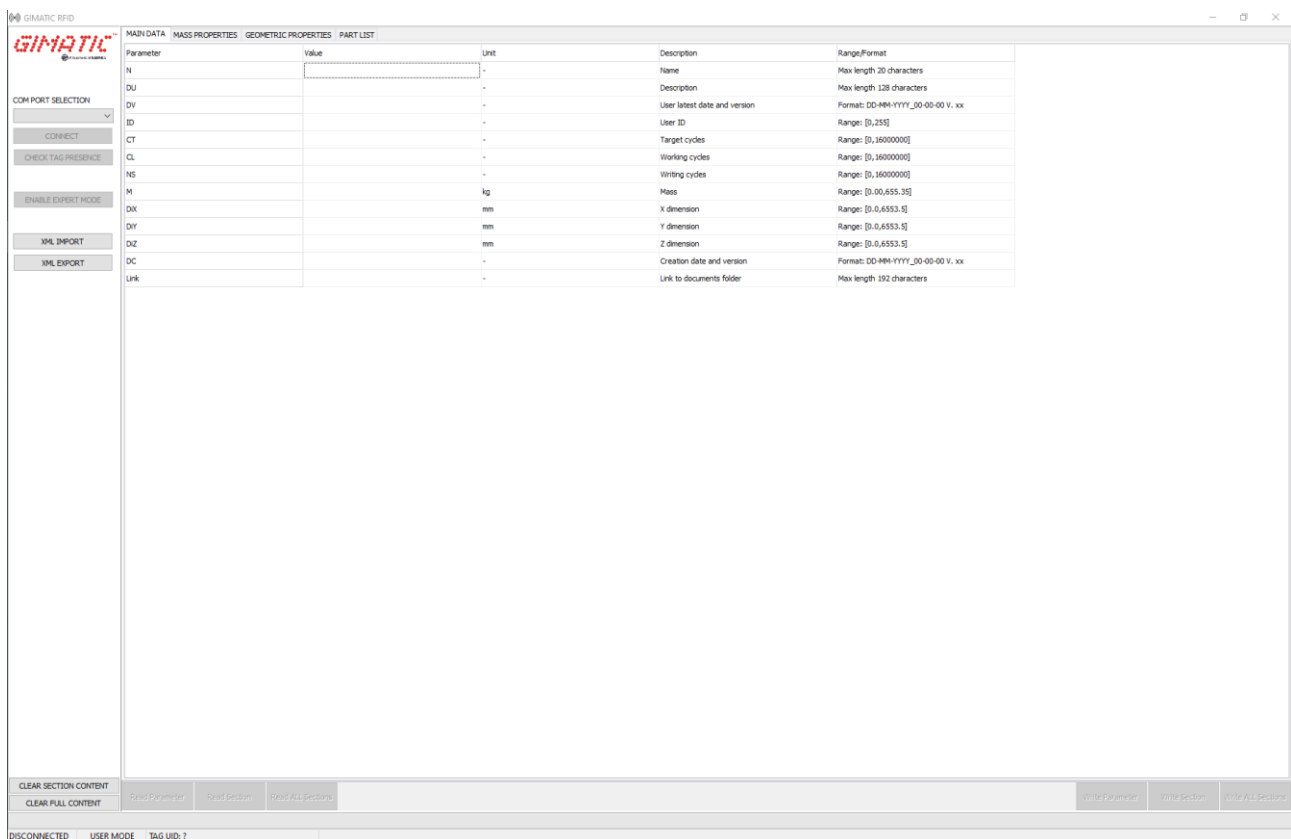 GIMATIC RFID
GIMATIC
COM PORT SELECTION
CONNECT
CHECK TAG PRESENCE
ENABLE EXPERT MODE
XML IMPORT
XML EXPORT
MAIN DATA MASS PROPERTIES GEOMETRIC PROPERTIES PART LIST
Parameter Value Unit Description Range/Format
N - Name Max length 20 characters
DU - Description Max length 128 characters
DV - User latest date and version Format: DD-MM-YYYY_00-00-00 V. xx
ID - User ID Range: [0,255]
CT - Target cycles Range: [0,16000000]
CL - Working cycles Range: [0,16000000]
NS - Writing cycles Range: [0,16000000]
M kg Mass Range: [0.00,655.35]
DiX mm X dimension Range: [0.0,6553.5]
DiY mm Y dimension Range: [0.0,6553.5]
DiZ mm Z dimension Range: [0.0,6553.5]
DC - Creation date and version Format: DD-MM-YYYY_00-00-00 V. xx
Link - Link to documents folder Max length 192 characters
CLEAR SECTION CONTENT
CLEAR FULL CONTENT
Read Parameter Read Section Read ALL Sections Write Parameter Write Section Write ALL Sections
DISCONNECTED USER MODE TAG UID: ?